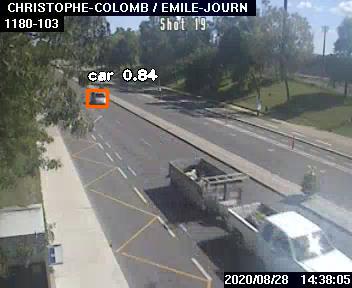 CHRISTOPHE-COLOMB / EMILE-JOURN
1180-103
Shot 19
car 0.84
2020/08/28 14:38:05